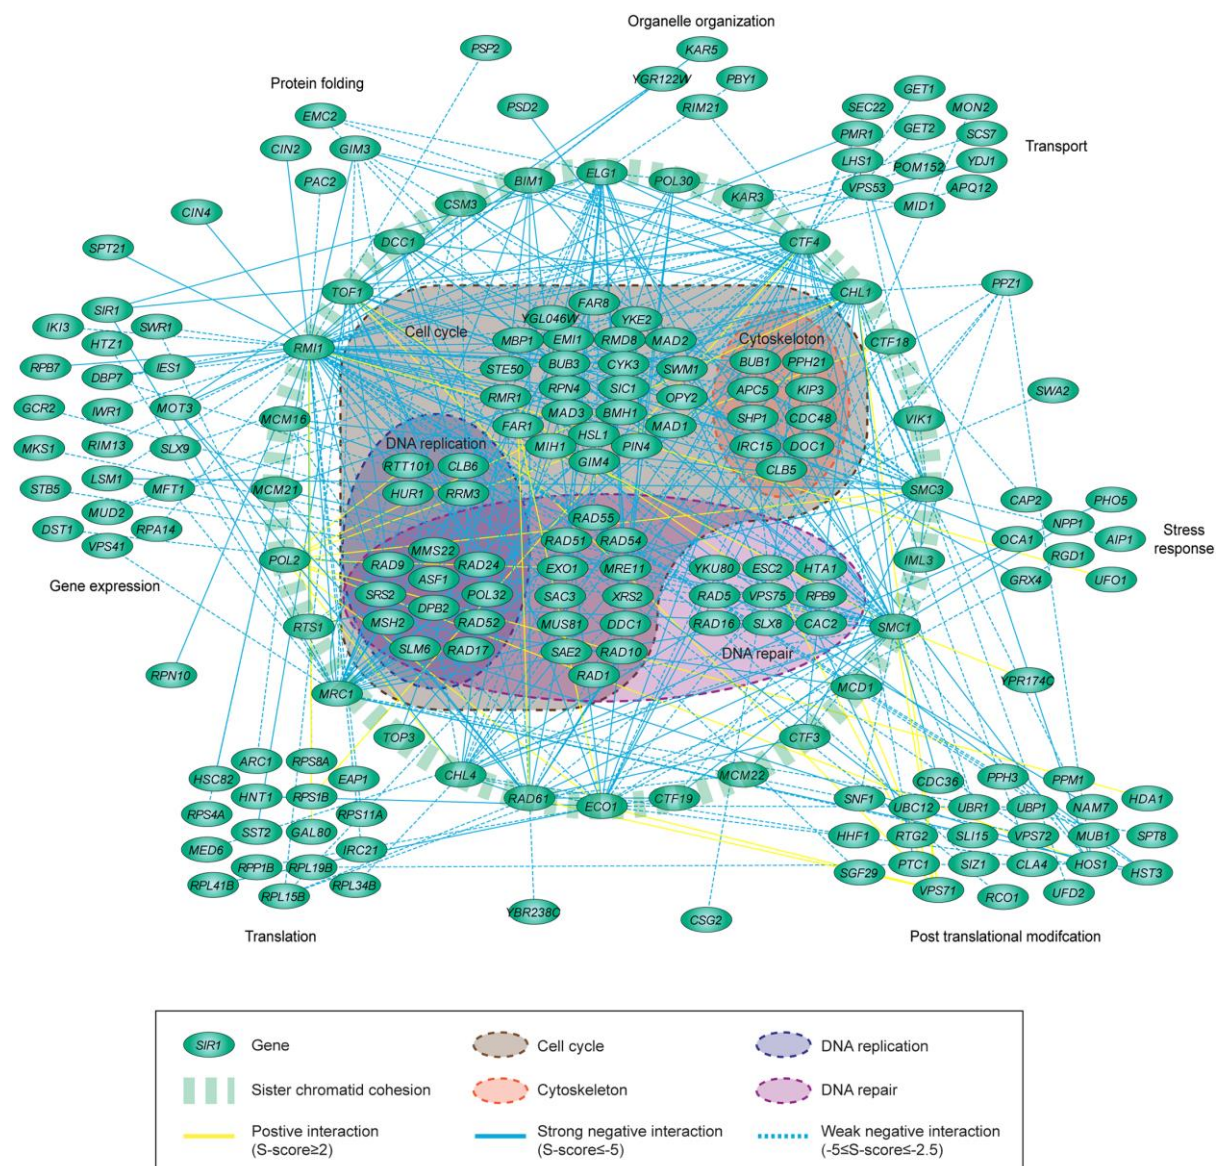 Organelle organization
PSP2
KAR5
YGR122W
PBY1
Protein folding
PSD2
RIM21
EMC2
GET1
SEC22
MON2
CIN2
GIM3
PMR1
GET2
SCS7
Transport
LHS1
POM152
YDJ1
PAC2
BIM1
ELG1
POL30
VPS53
APQ12
CSM3
KAR3
MID1
CIN4
SPT21
DCC1
CTF4
TOF1
CHL1
PPZ1
SIR1
IKI3
SWR1
HTZ1
RMI1
Cell cycle
FAR8
YGL046W
YKE2
MBP1
EMI1
RMD8
MAD2
Cytoskeloton
CTF18
RPB7
DBP7
IES1
STE50
BUB3
CYK3
SWM1
BUB1
PPH21
RPN4
SIC1
APC5
KIP3
SWA2
GCR2
IWR1
MOT3
MCM16
RMR1
MAD3
BMH1
OPY2
SHP1
CDC48
VIK1
FAR1
HSL1
MAD1
MKS1
RIM13
SLX9
DNA replication
MIH1
PIN4
IRC15
DOC1
GIM4
RTT101
CLB6
CLB5
STB5
LSM1
MFT1
MCM21
HUR1
RRM3
SMC3
CAP2
PHO5
MUD2
RAD55
NPP1
DST1
RPA14
RAD51
RAD54
OCA1
AIP1
Stress
response
VPS41
POL2
MMS22
RAD9
RAD24
EXO1
MRE11
YKU80
ESC2
HTA1
IML3
RGD1
Gene expression
ASF1
GRX4
UFO1
SRS2
POL32
SAC3
XRS2
RAD5
VPS75
RPB9
DPB2
MSH2
RAD52
MUS81
DDC1
RAD16
SLX8
CAC2
SMC1
RTS1
SLM6
RAD17
SAE2
RAD10
DNA repair
RPN10
RAD1
MRC1
MCD1
YPR174C
TOP3
CTF3
ARC1
RPS8A
CHL4
MCM22
HSC82
EAP1
CDC36
PPH3
PPM1
HNT1
RPS1B
RAD61
ECO1
CTF19
SNF1
UBC12
UBR1
UBP1
NAM7
HDA1
RPS4A
RPS11A
SST2
GAL80
HHF1
RTG2
SLI15
VPS72
MUB1
SPT8
MED6
IRC21
RPP1B
RPL19B
PTC1
SIZ1
CLA4
HOS1
SGF29
HST3
RPL41B
RPL34B
RPL15B
VPS71
RCO1
UFD2
YBR238C
CSG2
Translation
Post translational modifcation
SIR1
Gene
Cell cycle
DNA replication
Sister chromatid cohesion
Cytoskeleton
DNA repair
Postive interaction
(S-score≥2)
Strong negative interaction
(S-score≤-5)
Weak negative interaction
(-5≤S-score≤-2.5)